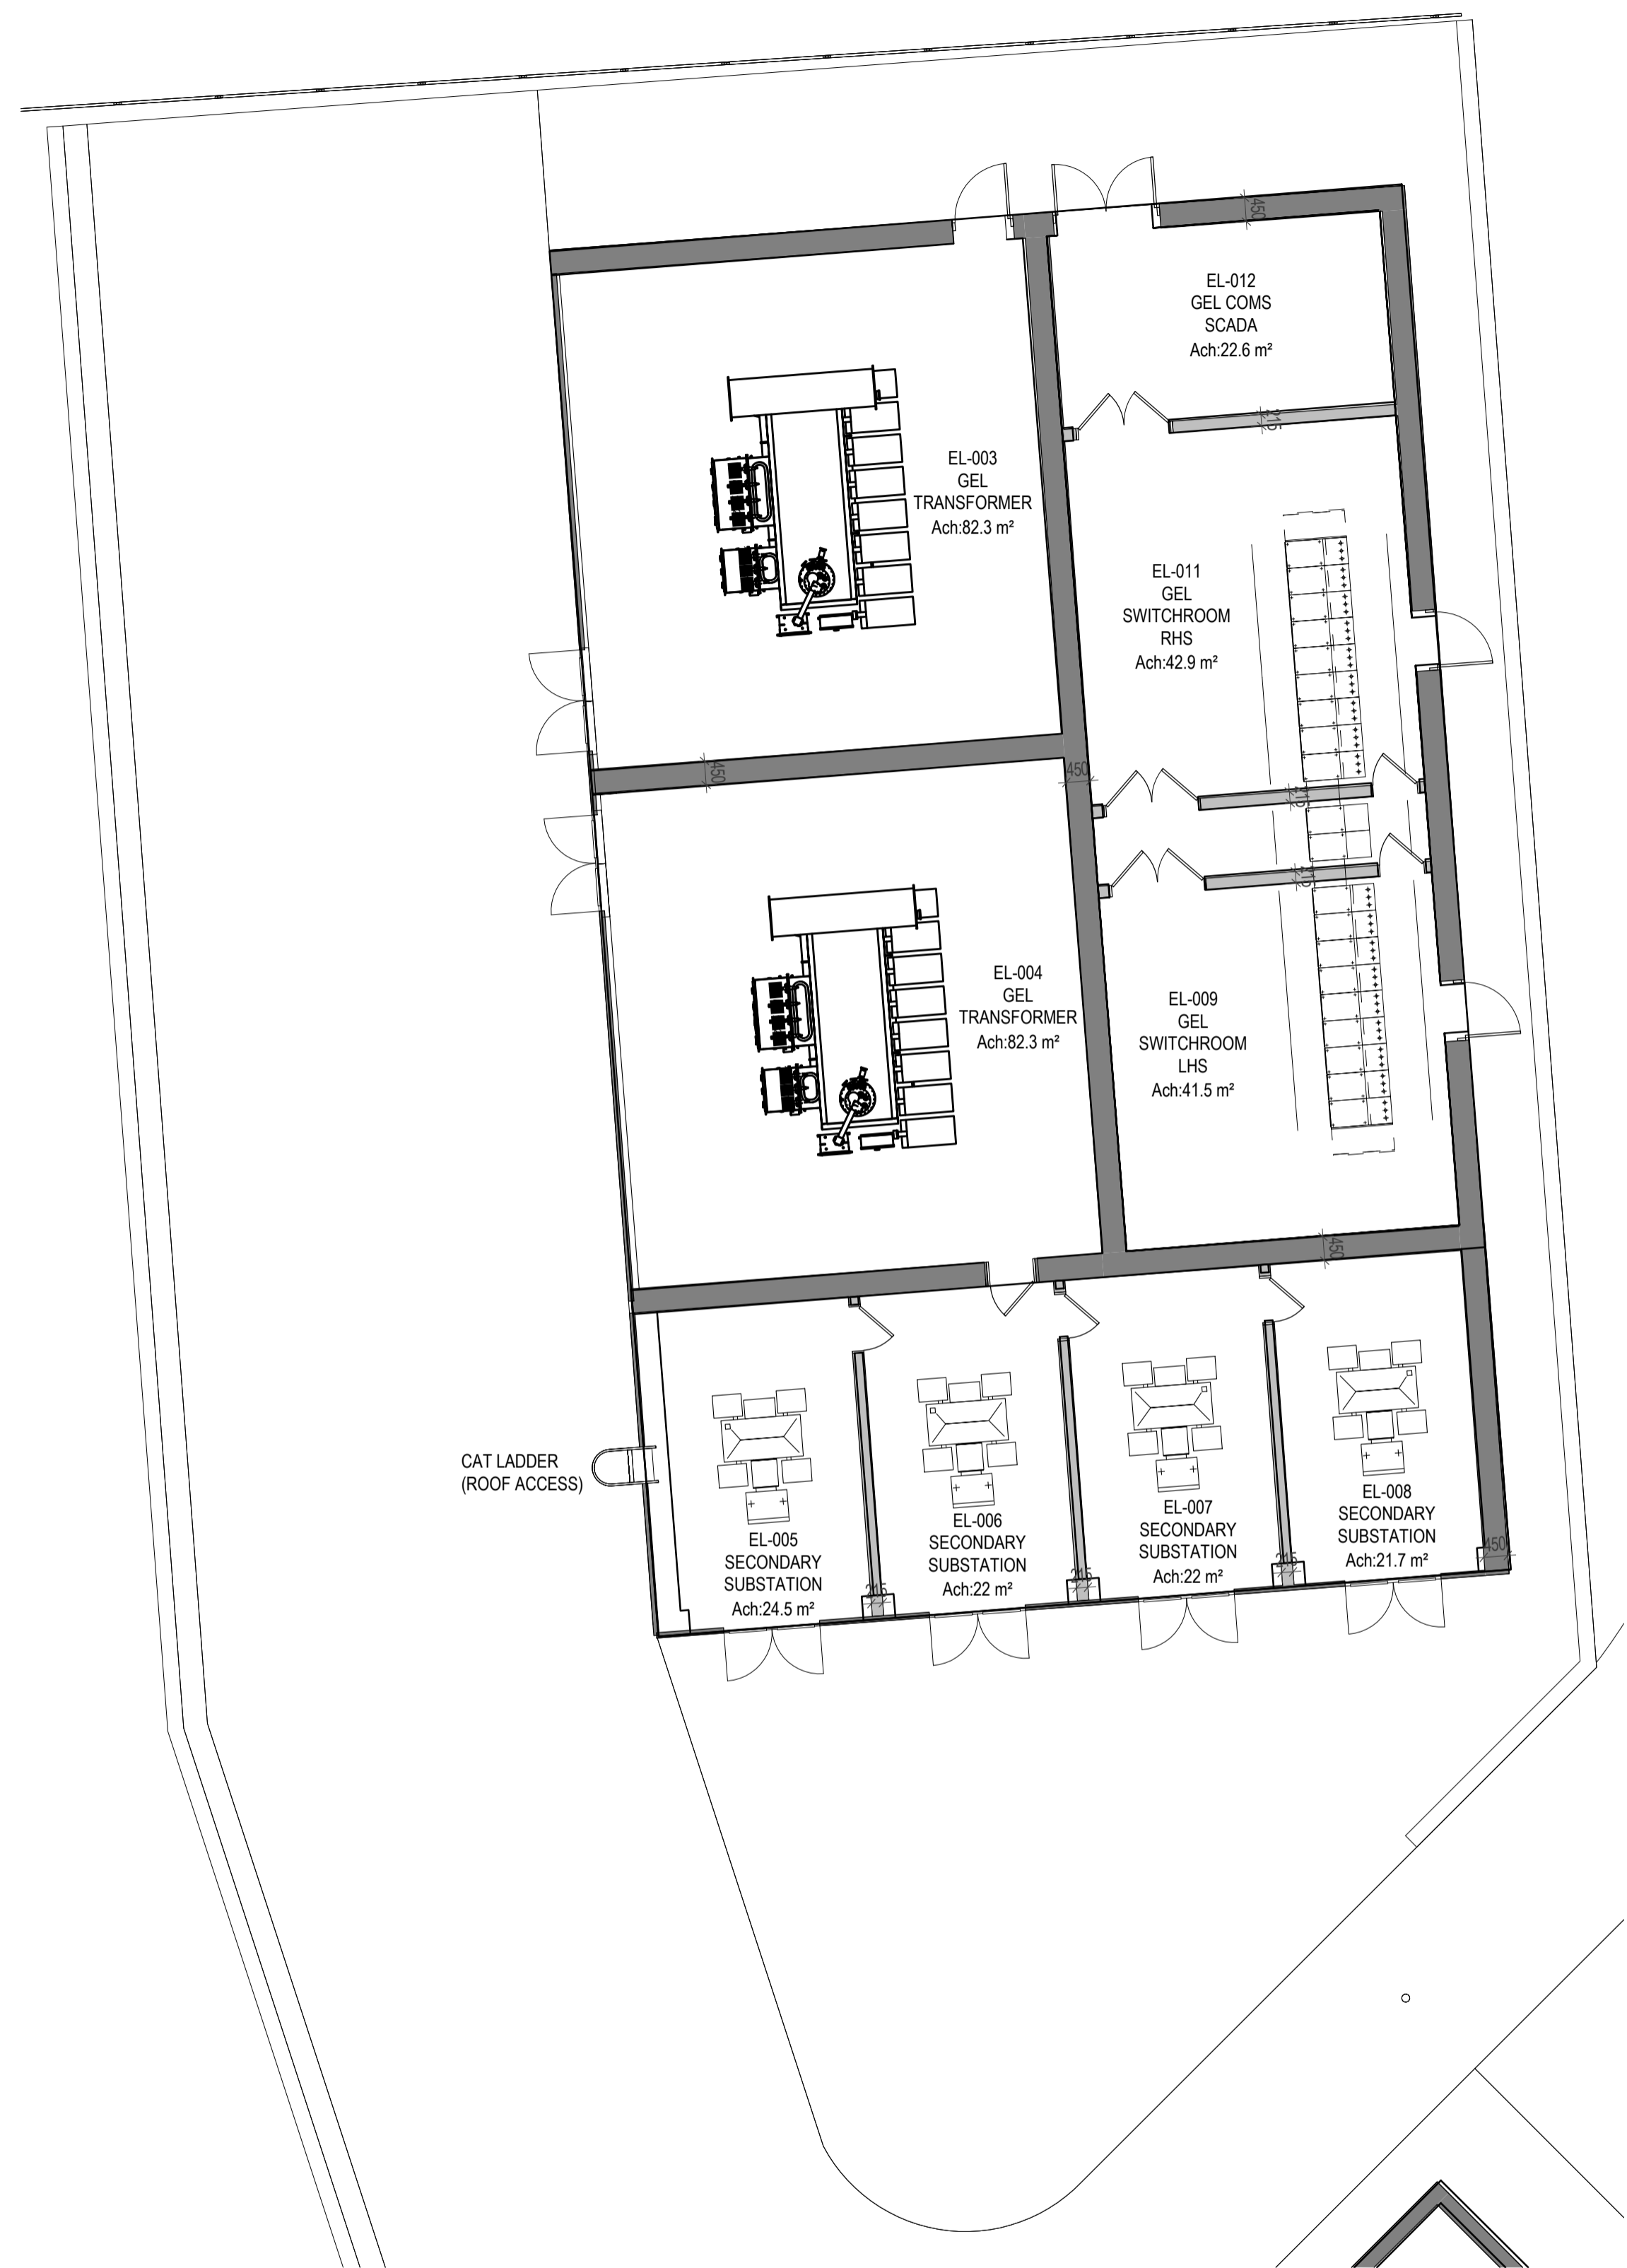 450
EL-012
GEL COMS
SCADA
Ach:22.6 m²
215
EL-003
GEL
TRANSFORMER
Ach:82.3 m²
EL-011
GEL
SWITCHROOM
RHS
Ach:42.9 m²
450
450
215
215
EL-004
GEL
TRANSFORMER
Ach:82.3 m²
EL-009
GEL
SWITCHROOM
LHS
Ach:41.5 m²
450
CAT LADDER
(ROOF ACCESS)
EL-005
SECONDARY
SUBSTATION
Ach:24.5 m²
215
EL-006
SECONDARY
SUBSTATION
Ach:22 m²
215
EL-007
SECONDARY
SUBSTATION
Ach:22 m²
215
EL-008
SECONDARY
SUBSTATION
Ach:21.7 m²
450